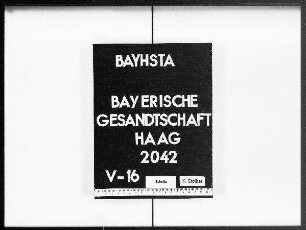 BAYHSTA
BAYERISCHE
GESANDTSCHAFT
HAAG
2042
V-16